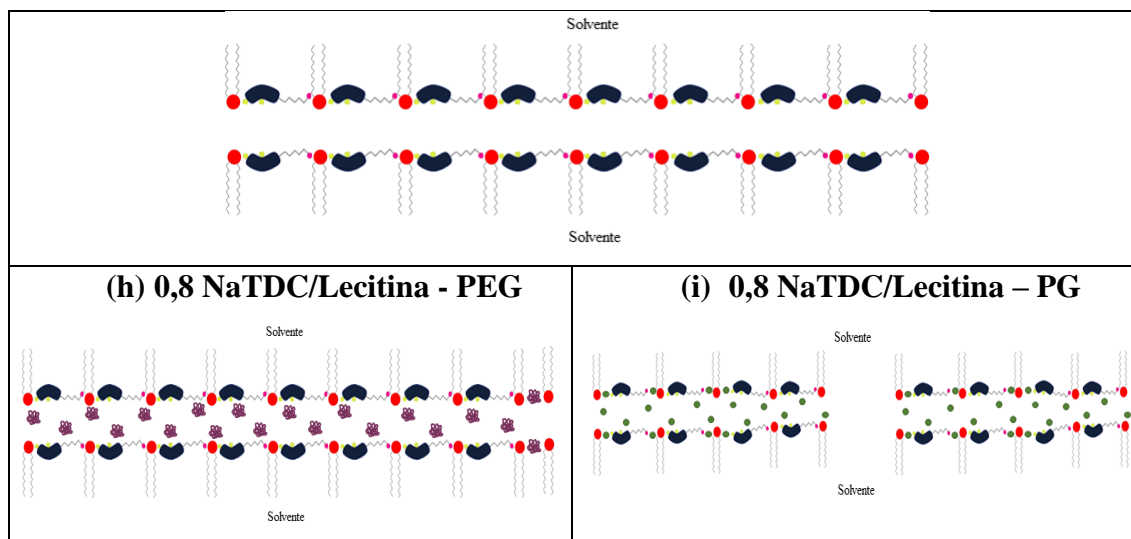 Solvente
Solvente
(h) 0,8 NaTDC/Lecitina - PEG
(i) 0,8 NaTDC/Lecitina – PG
Solvente
Solvente
Solvente
Solvente